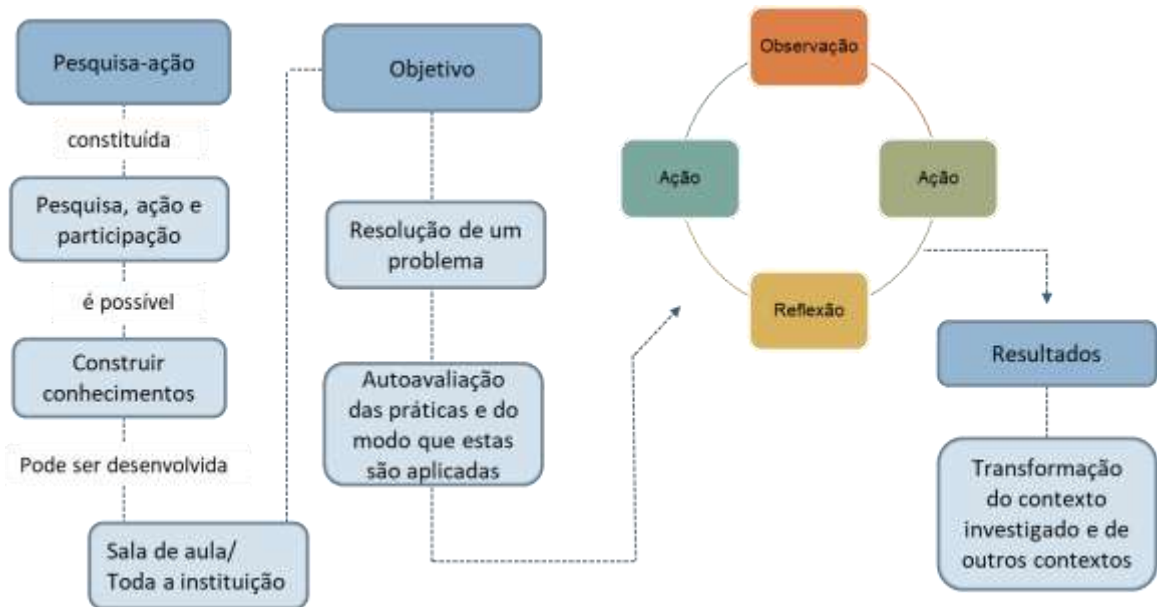 Pesquisa-ação
constituída
Pesquisa, ação e
participação
é possível
Construir
conhecimentos
Pode ser desenvolvida
Sala de aula/
Toda a instituição
Objetivo
Resolução de um
problema
Autoavaliação
das práticas e do
modo que estas
são aplicadas
Observação
Ação
Ação
Reflexão
Resultados
Transformação
do contexto
investigado e de
outros contextos